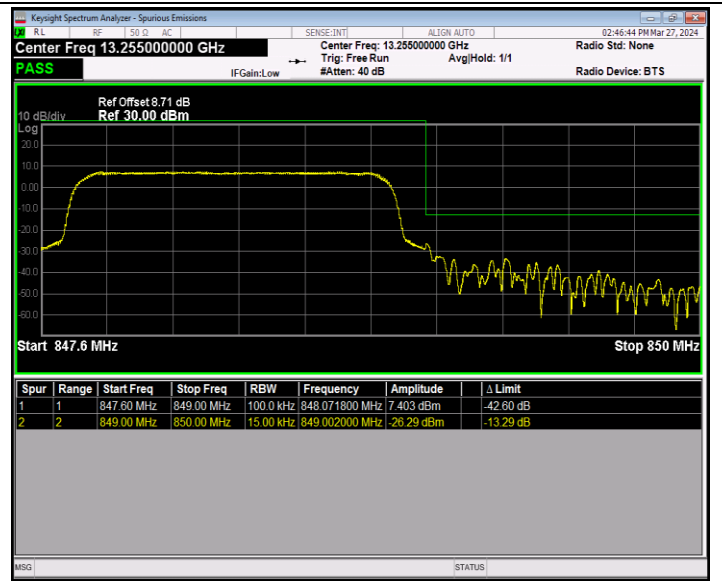 Keysight Spectrum Analyzer - Spurious Emissions
RL RF 50 Ω AC SENSE:INT ALIGN AUTO 02:46:44 PM Mar 27, 2024
Center Freq 13.255000000 GHz Center Freq: 13.255000000 GHz Radio Std: None
Trig: Free Run Avg|Hold: 1/1
PASS IFGain:Low #Atten: 40 dB Radio Device: BTS
Ref Offset 8.71 dB
10 dB/div Ref 30.00 dBm
Log
20.0
10.0
0.00
-10.0
-20.0
-30.0
-40.0
-50.0
-60.0
Start 847.6 MHz Stop 850 MHz
Spur Range Start Freq Stop Freq RBW Frequency Amplitude Δ Limit
1 1 847.60 MHz 849.00 MHz 100.0 kHz 848.071800 MHz 7.403 dBm -42.60 dB
2 2 849.00 MHz 850.00 MHz 15.00 kHz 849.002000 MHz -26.29 dBm -13.29 dB
MSG STATUS